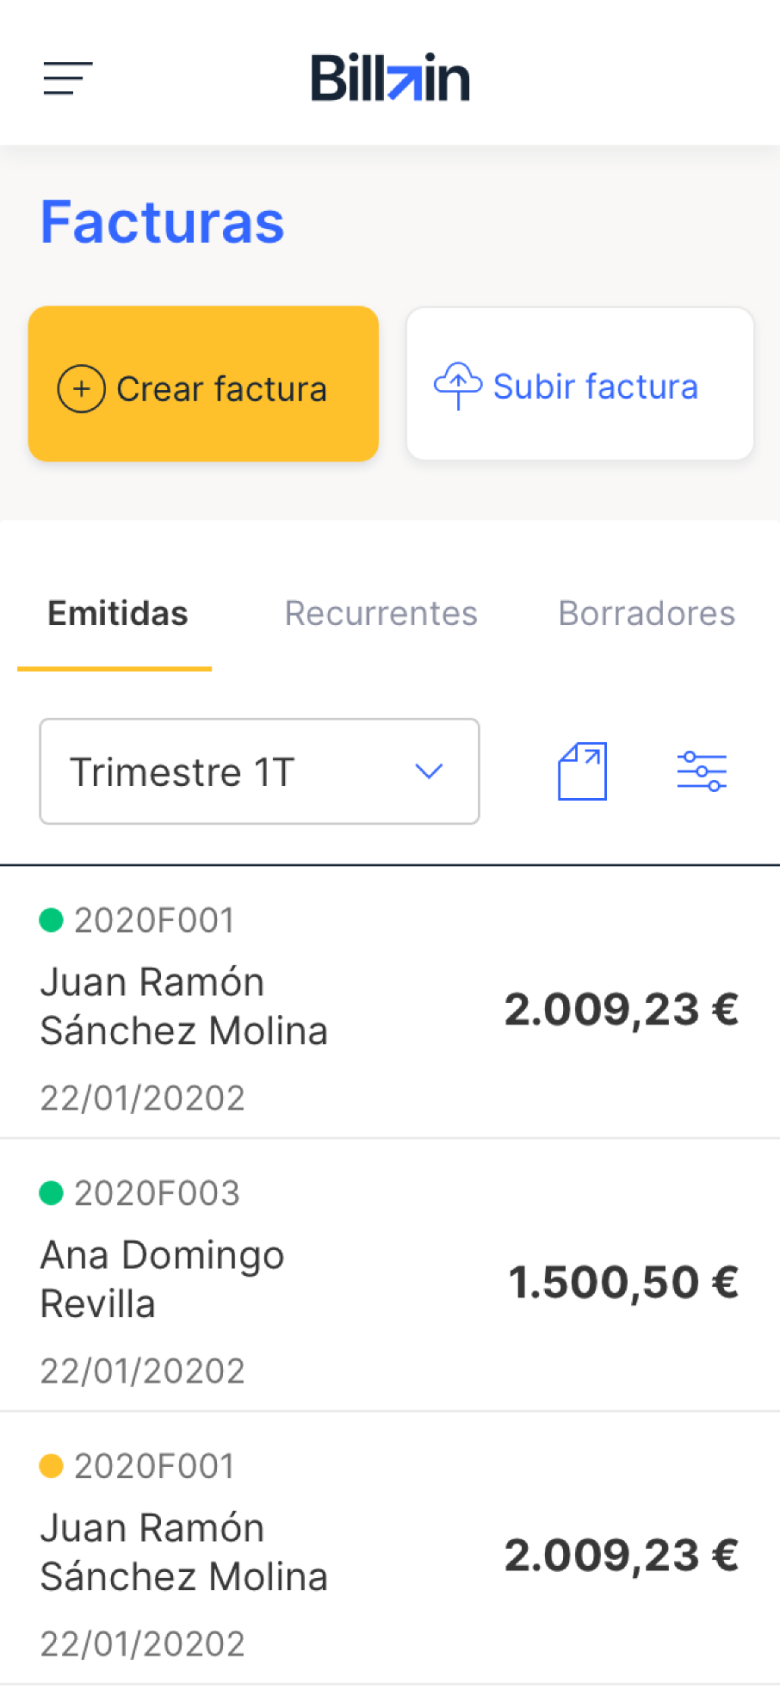 Billin
Facturas
Crear factura
Subir factura
Emitidas
Recurrentes
Borradores
Trimestre 1T
2020F001
Juan Ramón
Sánchez Molina
2.009,23 €
22/01/20202
2020F003
Ana Domingo
Revilla
1.500,50 €
22/01/20202
2020F001
Juan Ramón
Sánchez Molina
2.009,23 €
22/01/20202